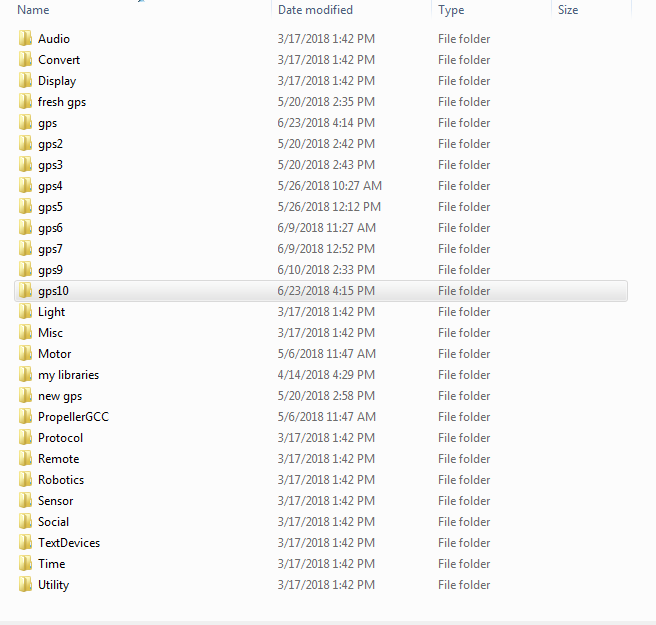 Name Date modified Type Size
Audio 3/17/2018 1:42 PM File folder
Convert 3/17/2018 1:42 PM File folder
Display 3/17/2018 1:42 PM File folder
fresh gps 5/20/2018 2:35 PM File folder
gps 6/23/2018 4:14 PM File folder
gps2 5/20/2018 2:42 PM File folder
gps3 5/20/2018 2:43 PM File folder
gps4 5/26/2018 10:27 AM File folder
gps5 5/26/2018 12:12 PM File folder
gps6 6/9/2018 11:27 AM File folder
gps7 6/9/2018 12:52 PM File folder
gps9 6/10/2018 2:33 PM File folder
gps10 6/23/2018 4:15 PM File folder
Light 3/17/2018 1:42 PM File folder
Misc 3/17/2018 1:42 PM File folder
Motor 5/6/2018 11:47 AM File folder
my libraries 4/14/2018 4:29 PM File folder
new gps 5/20/2018 2:58 PM File folder
PropellerGCC 5/6/2018 11:47 AM File folder
Protocol 3/17/2018 1:42 PM File folder
Remote 3/17/2018 1:42 PM File folder
Robotics 3/17/2018 1:42 PM File folder
Sensor 3/17/2018 1:42 PM File folder
Social 3/17/2018 1:42 PM File folder
TextDevices 3/17/2018 1:42 PM File folder
Time 3/17/2018 1:42 PM File folder
Utility 3/17/2018 1:42 PM File folder